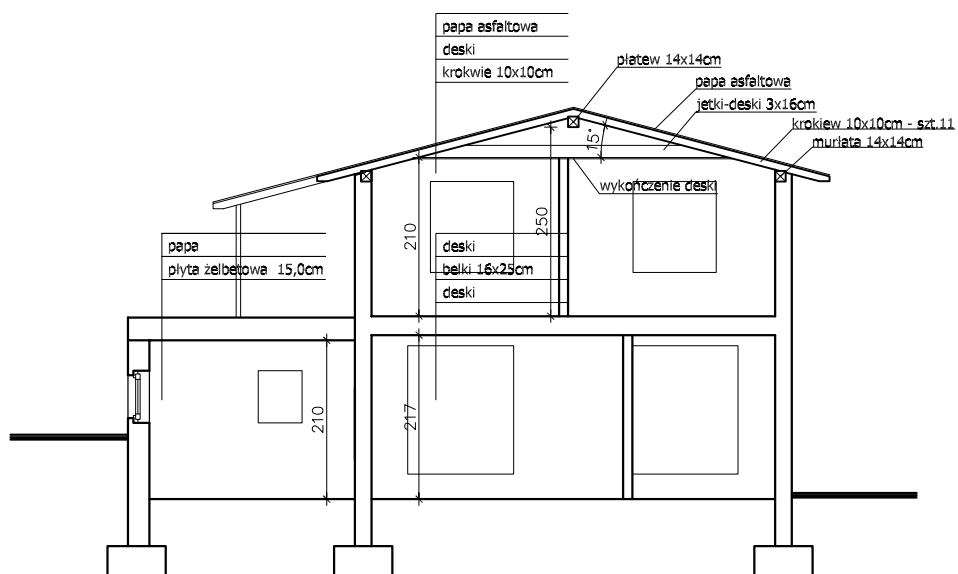 papa asfaltowa
deski
krokwie 10x10cm
płatew 14x14cm
papa asfaltowa
jetki-deski 3x16cm
krokiew 10x10cm - szt.11
murłata 14x14cm
15°
wykończenie deski
210
250
papa
płyta żelbetowa 15,0cm
deski
belki 16x25cm
deski
210
217